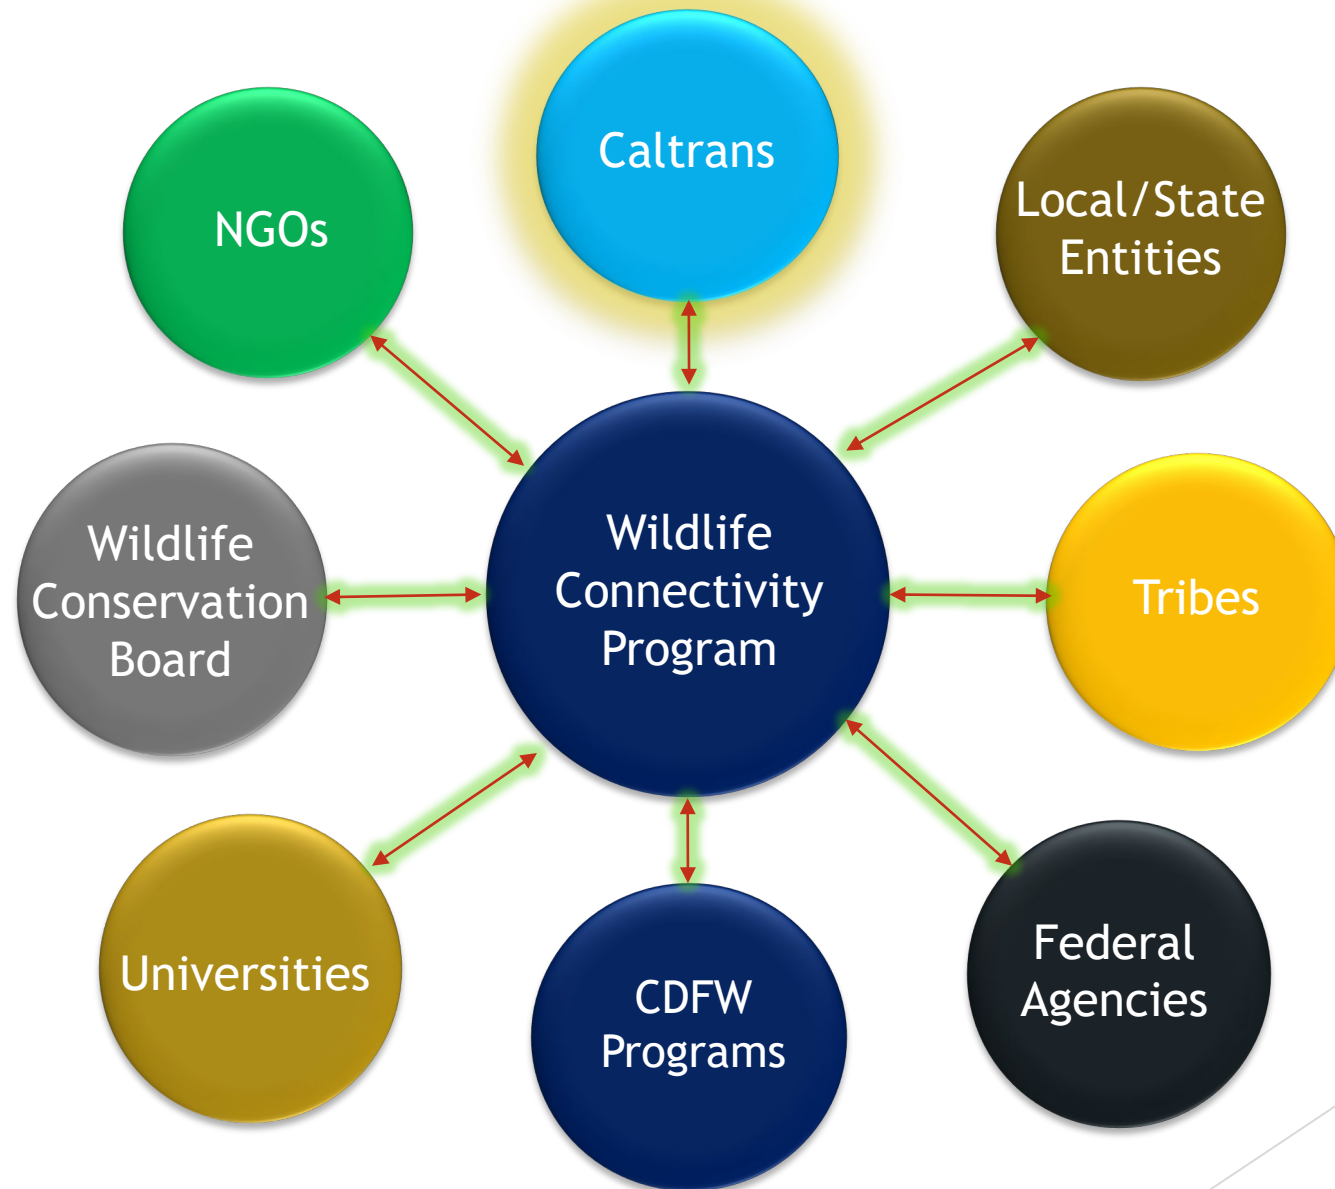 Caltrans
NGOs
Local/State
Entities
Wildlife
Conservation
Board
Wildlife
Connectivity
Program
Tribes
Universities
CDFW
Programs
Federal
Agencies